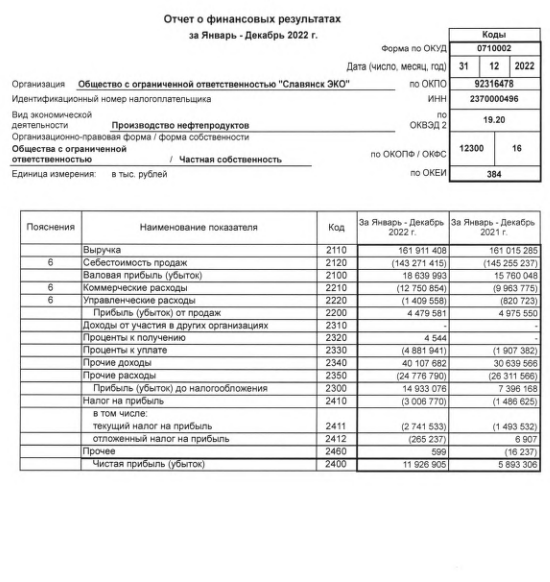 Отчет о финансовых результатах
за Январь - Декабрь 2022 г.
Коды
Форма по ОКУД 0710002
Дата (число, месяц, год) 31 12 2022
Организация Общество с ограниченной ответственностью "Славянск ЭКО" по ОКПО 92316478
Идентификационный номер налогоплательщика ИНН 2370000496
Вид экономической деятельности Производство нефтепродуктов по ОКВЭД 2 19.20
Организационно-правовая форма / форма собственности
Общества с ограниченной ответственностью / Частная собственность по ОКОПФ / ОКФС 12300 16
Единица измерения: в тыс. рублей по ОКЕИ 384
Пояснения Наименование показателя Код За Январь - Декабрь 2022 г. За Январь - Декабрь 2021 г.
Выручка 2110 161 911 408 161 015 285
6 Себестоимость продаж 2120 (143 271 415) (145 255 237)
Валовая прибыль (убыток) 2100 18 639 993 15 760 048
6 Коммерческие расходы 2210 (12 750 854) (9 963 775)
6 Управленческие расходы 2220 (1 409 558) (820 723)
Прибыль (убыток) от продаж 2200 4 479 581 4 975 550
Доходы от участия в других организациях 2310 - -
Проценты к получению 2320 4 544 -
Проценты к уплате 2330 (4 881 941) (1 907 382)
Прочие доходы 2340 40 107 682 30 639 566
Прочие расходы 2350 (24 776 790) (26 311 566)
Прибыль (убыток) до налогообложения 2300 14 933 076 7 396 168
Налог на прибыль 2410 (3 006 770) (1 486 625)
в том числе:
текущий налог на прибыль 2411 (2 741 533) (1 493 532)
отложенный налог на прибыль 2412 (265 237) 6 907
Прочее 2460 599 (16 237)
Чистая прибыль (убыток) 2400 11 926 905 5 893 306